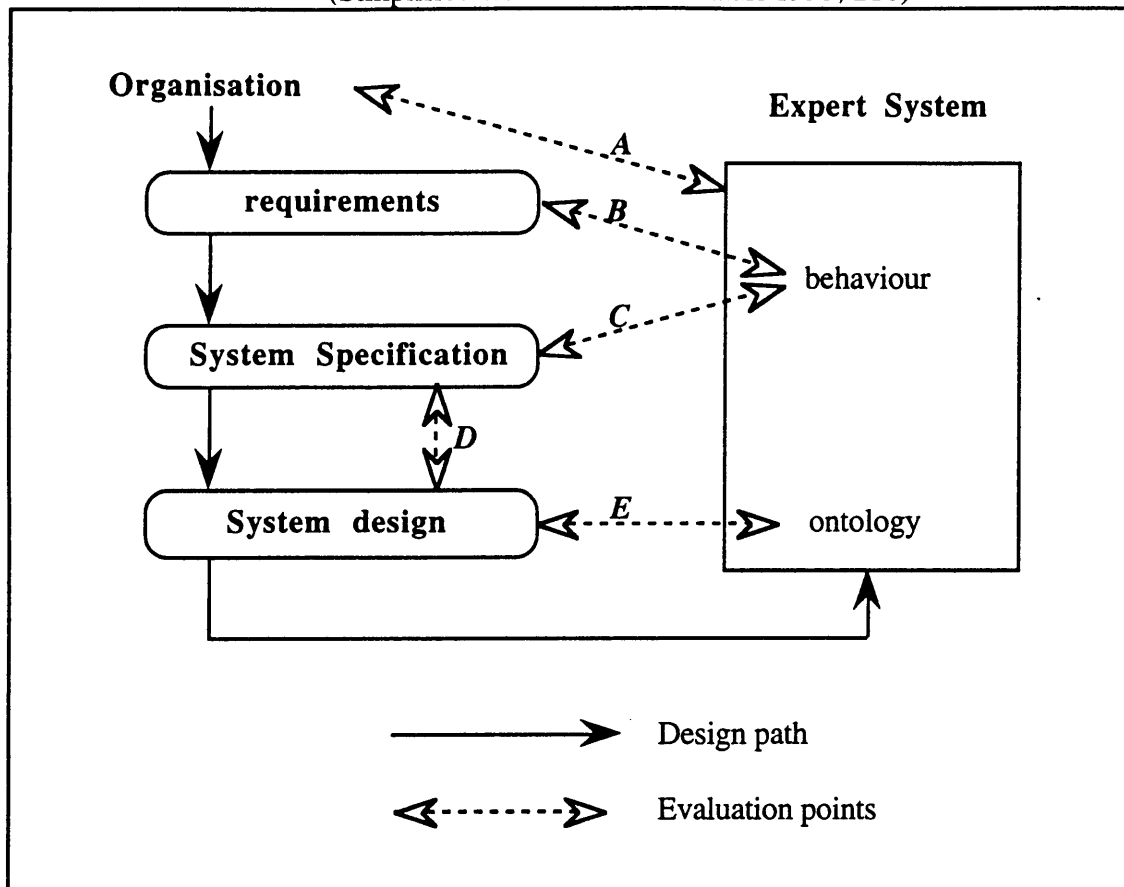 Organisation
Expert System
A
requirements
B
behaviour
C
System Specification
D
System design
E
ontology
Design path
Evaluation points